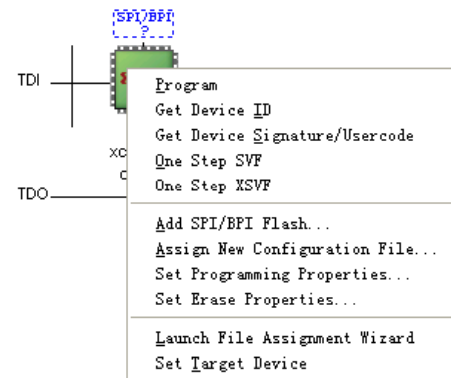 SPI/BPI
?
TDI
Program
Get Device ID
Get Device Signature/Usercode
xc
One Step SVF
One Step XSVF
TDO
Add SPI/BPI Flash...
Assign New Configuration File...
Set Programming Properties...
Set Erase Properties...
Launch File Assignment Wizard
Set Target Device